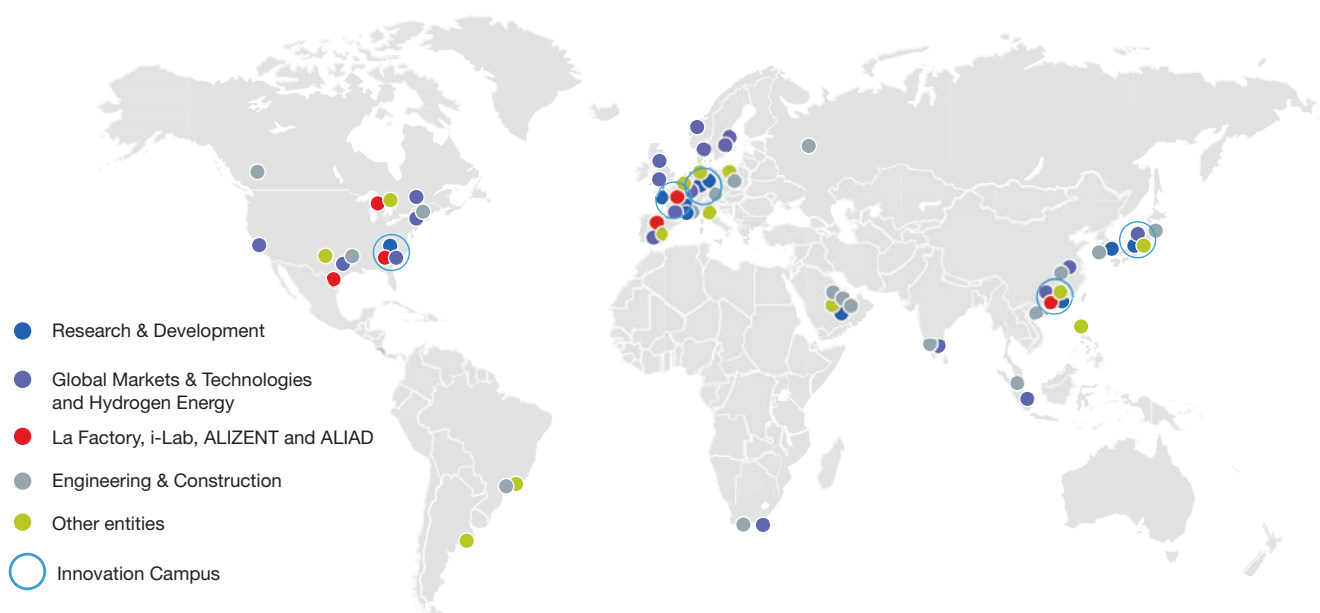 Research & Development
Global Markets & Technologies
and Hydrogen Energy
La Factory, i-Lab, ALIZENT and ALIAD
Engineering & Construction
Other entities
Innovation Campus